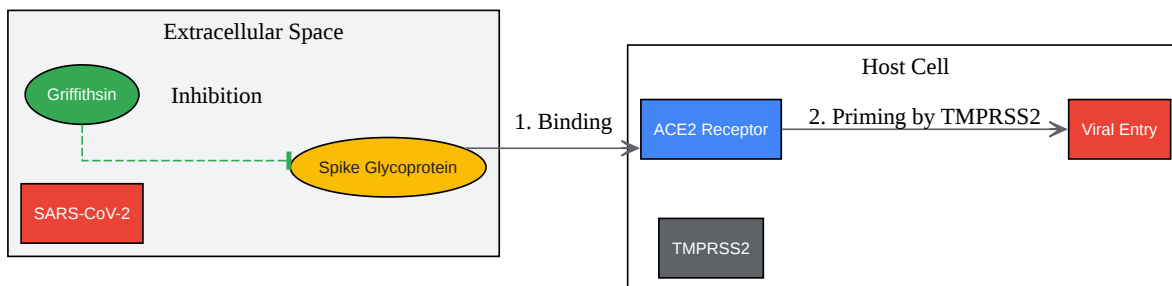 Extracellular Space
Griffithsin
Inhibition
Spike Glycoprotein
SARS-CoV-2
1. Binding
Host Cell
ACE2 Receptor
2. Priming by TMPRSS2
Viral Entry
TMPRSS2